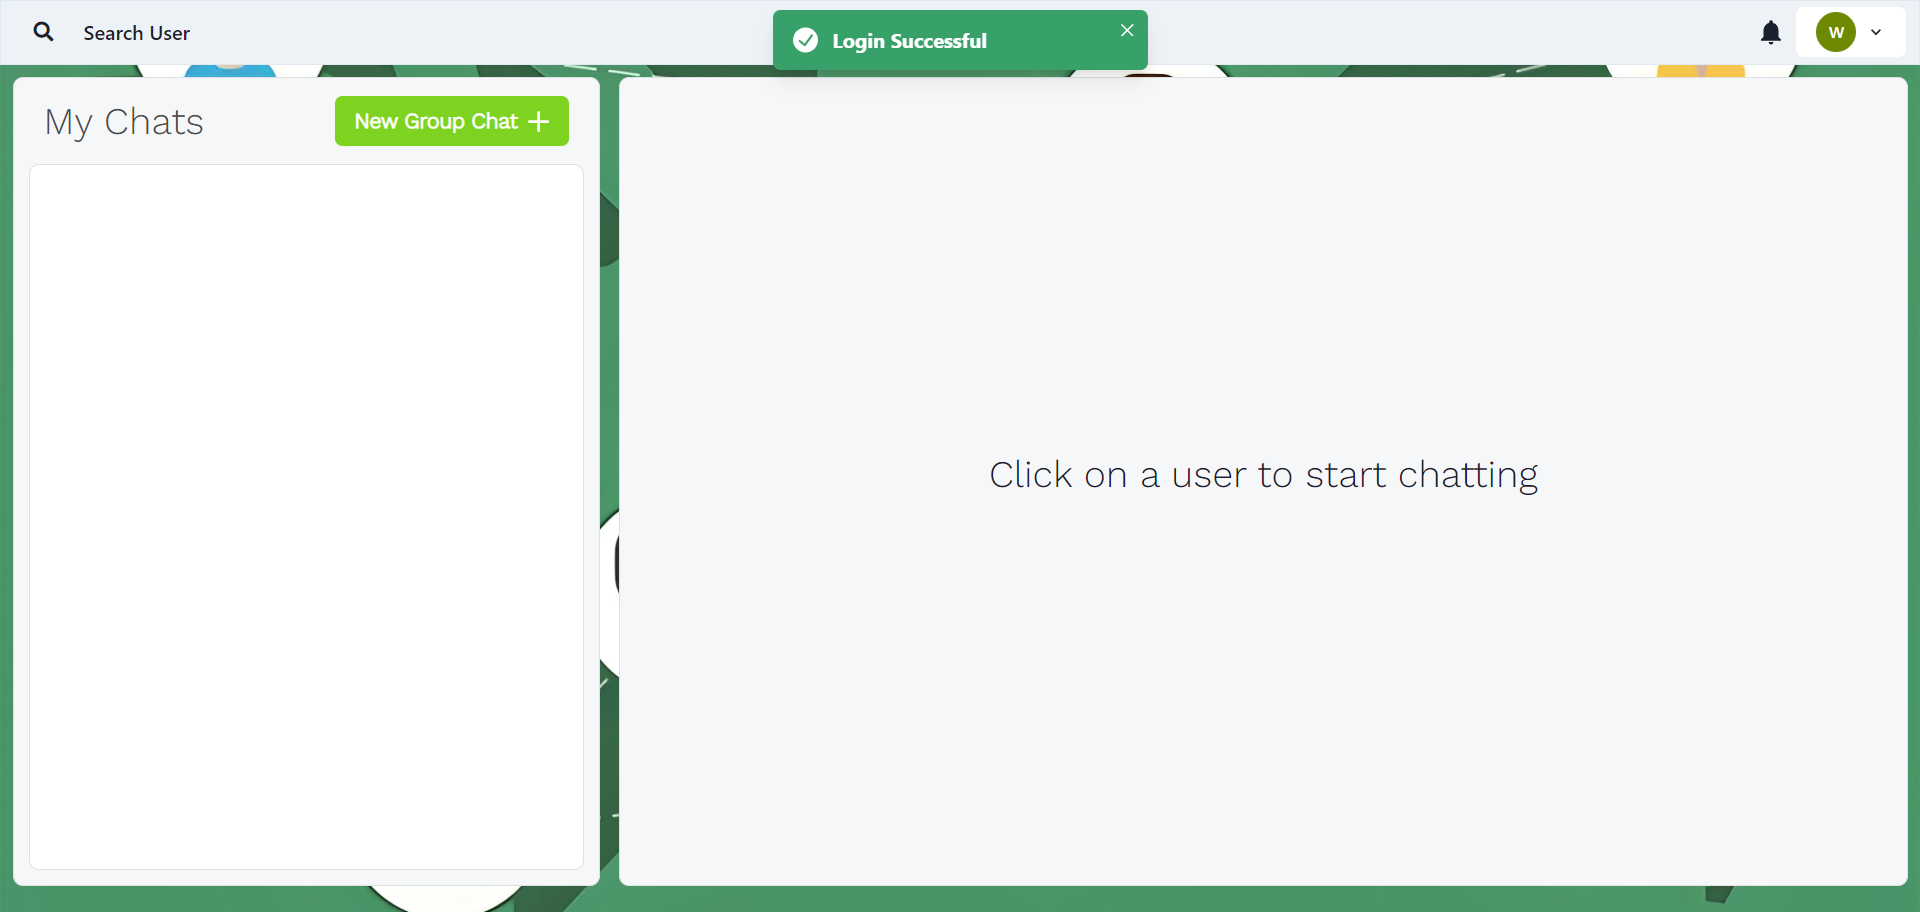 Search User
Login Successful
W
My Chats
New Group Chat
Click on a user to start chatting